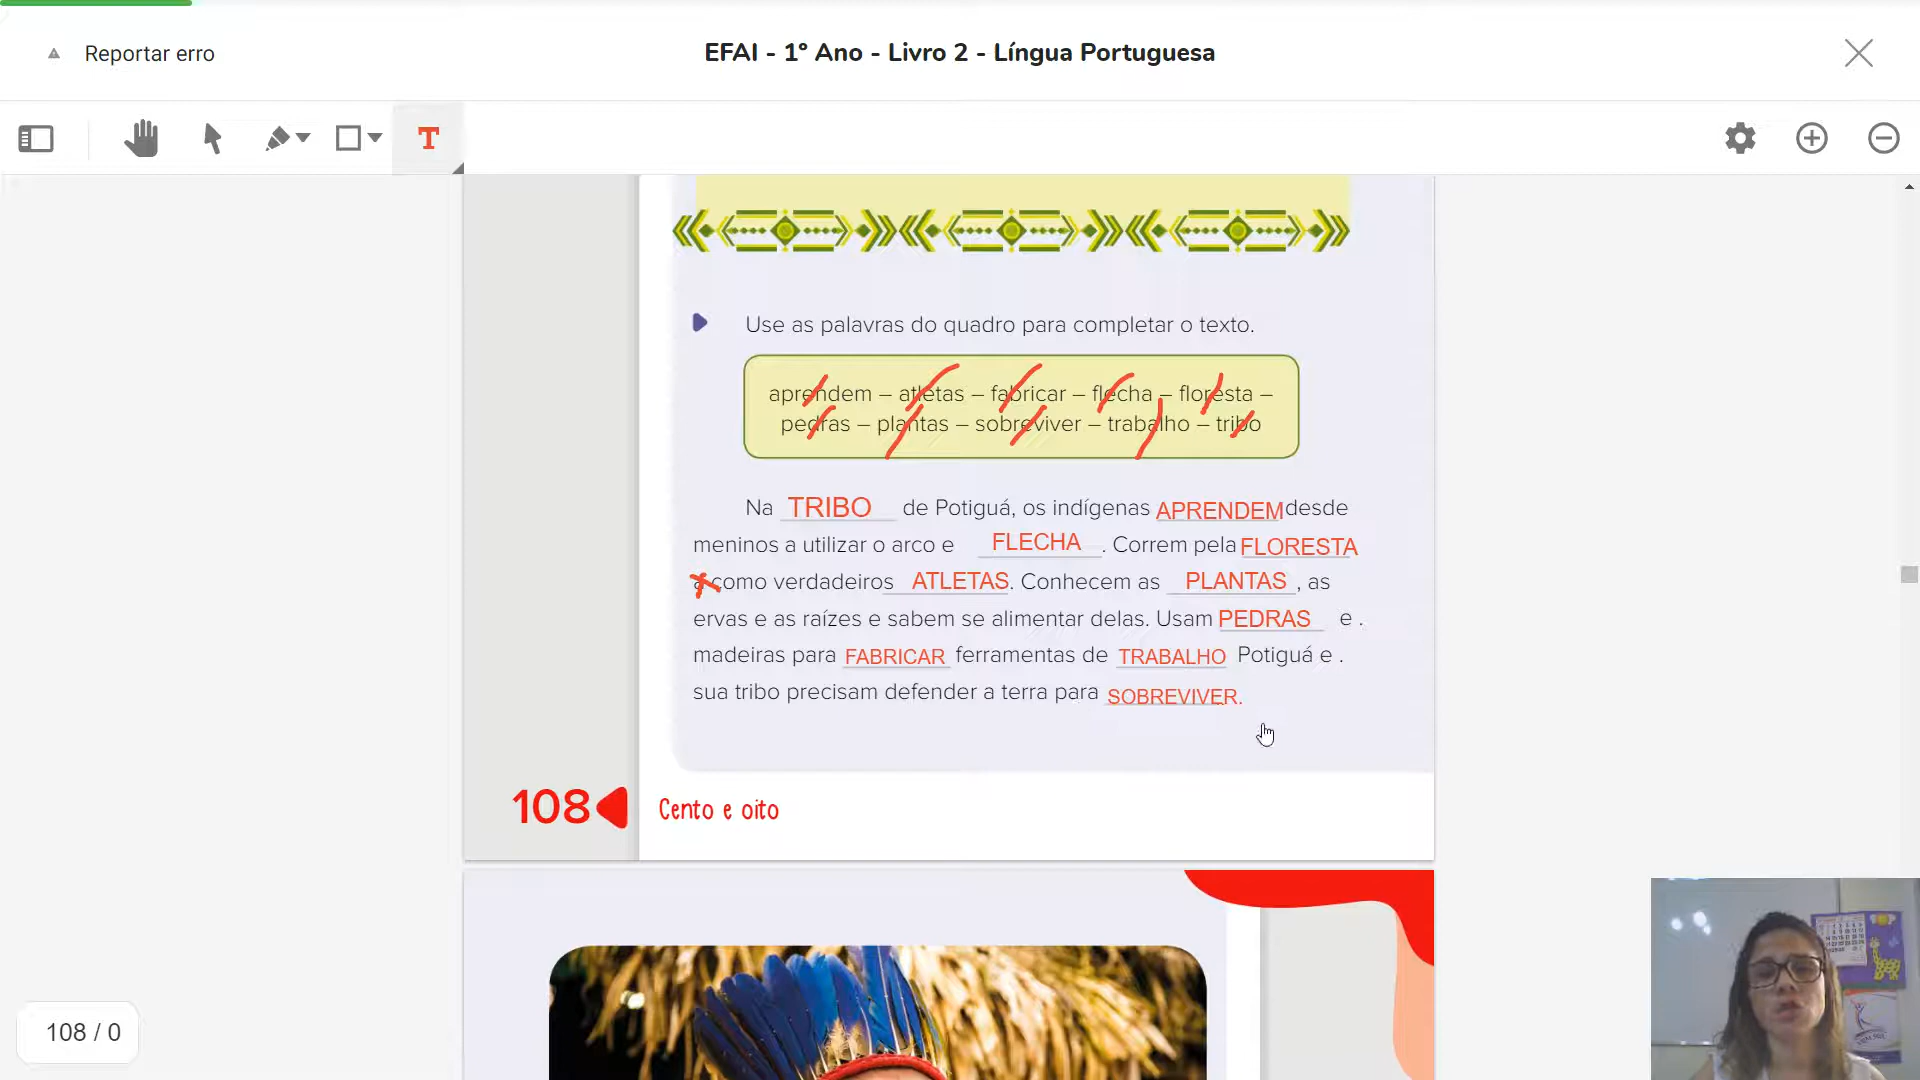 Reportar erro
EFAI - 1º Ano - Livro 2 - Língua Portuguesa
T
Use as palavras do quadro para completar o texto.
aprendem – atletas – fabricar – flecha – floresta –
pedras – plantas – sobreviver – trabalho – tribo
Na TRIBO de Potiguá, os indígenas APRENDEM desde
meninos a utilizar o arco e FLECHA . Correm pela FLORESTA
a como verdadeiros ATLETAS. Conhecem as PLANTAS , as
ervas e as raízes e sabem se alimentar delas. Usam PEDRAS e .
madeiras para FABRICAR ferramentas de TRABALHO Potiguá e .
sua tribo precisam defender a terra para SOBREVIVER.
108 Cento e oito
108 / 0